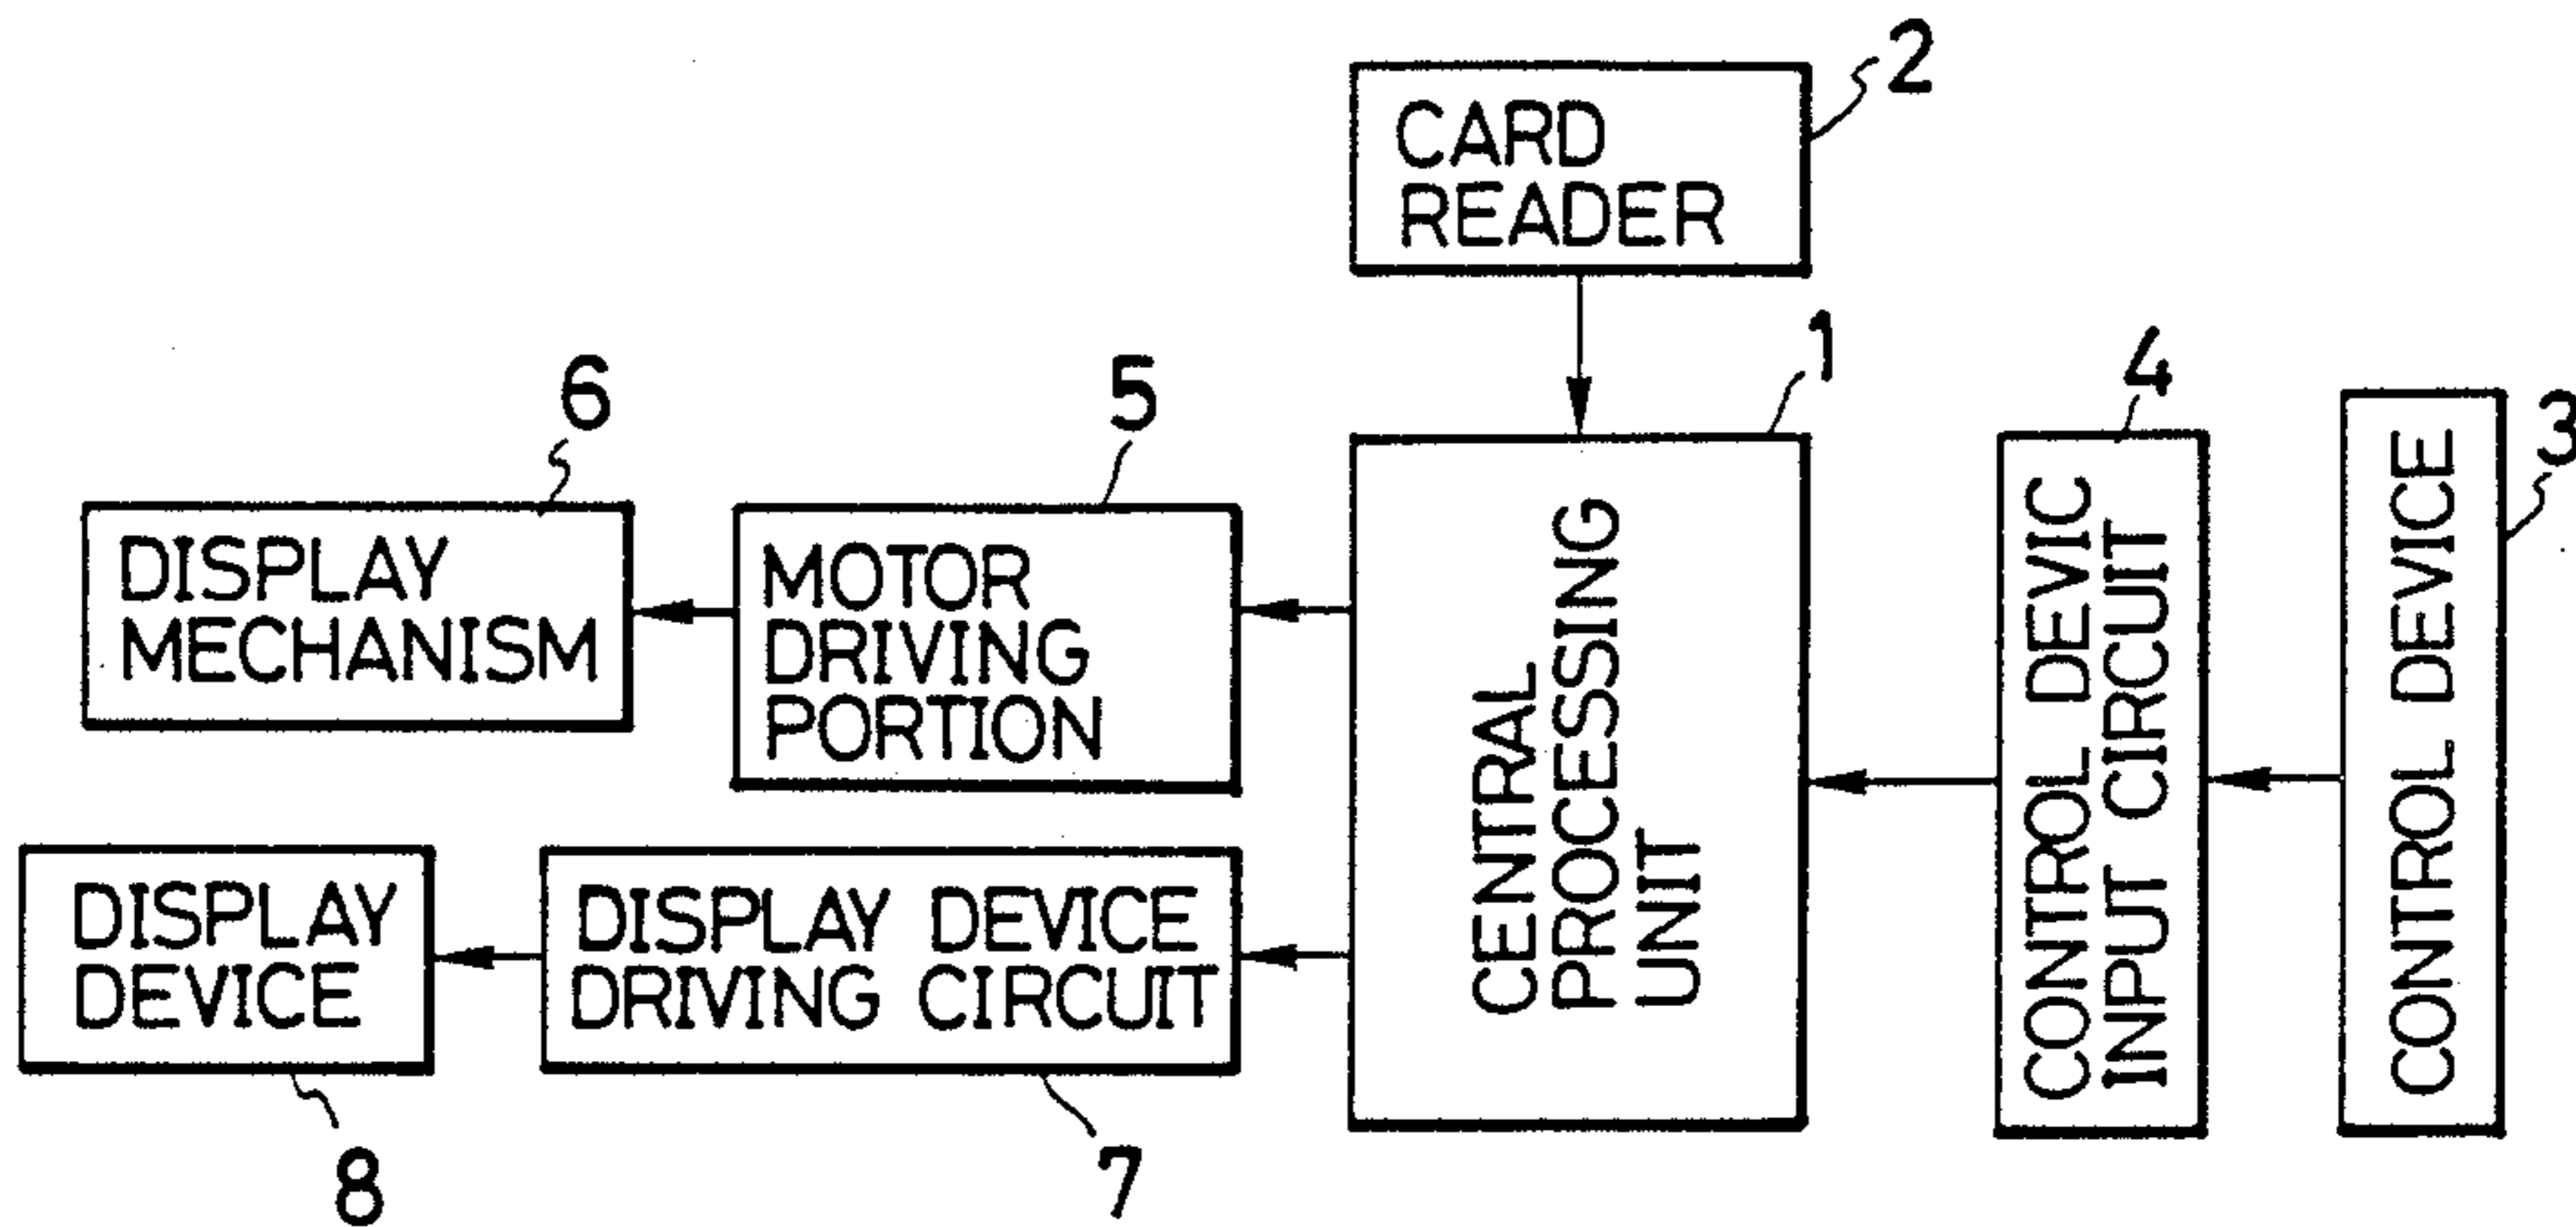 2
CARD
READER
1
CENTRAL
PROCESSING
UNIT
4
CONTROL DEVIC
INPUT CIRCUIT
3
CONTROL DEVICE
5
MOTOR
DRIVING
PORTION
6
DISPLAY
MECHANISM
DISPLAY DEVICE
DRIVING CIRCUIT
7
DISPLAY
DEVICE
8